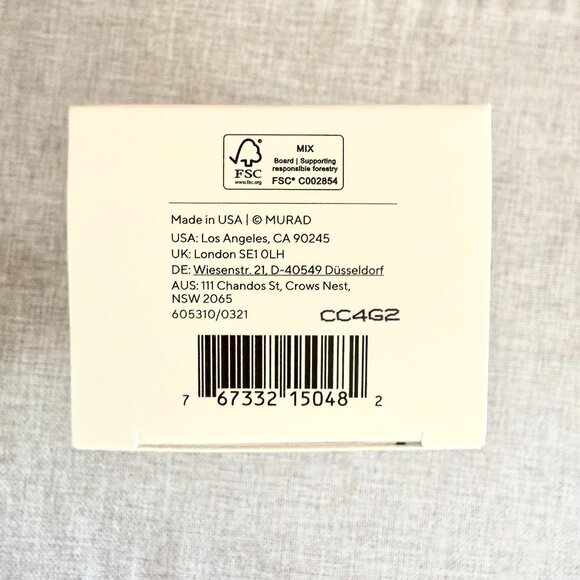 FSC
www.fsc.org
MIX
Board | Supporting
responsible forestry
FSC® C002854
Made in USA | © MURAD
USA: Los Angeles, CA 90245
UK: London SE1 0LH
DE: Wiesenstr. 21, D-40549 Düsseldorf
AUS: 111 Chandos St, Crows Nest,
NSW 2065
605310/0321
CC4G2
7 67332 15048 2